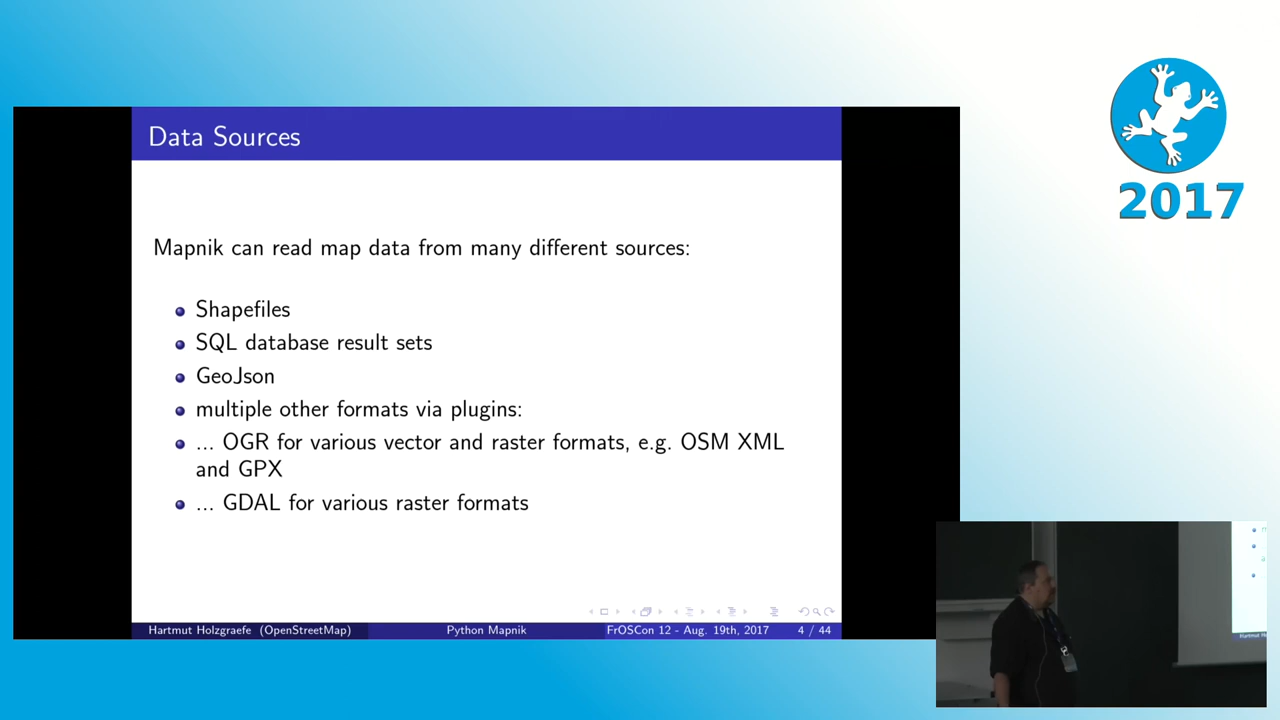 2017
Data Sources
Mapnik can read map data from many different sources:
Shapefiles
SQL database result sets
GeoJson
multiple other formats via plugins:
... OGR for various vector and raster formats, e.g. OSM XML
and GPX
... GDAL for various raster formats
Hartmut Holzgraefe (OpenStreetMap) Python Mapnik FrOSCon 12 - Aug. 19th, 2017 4 / 44